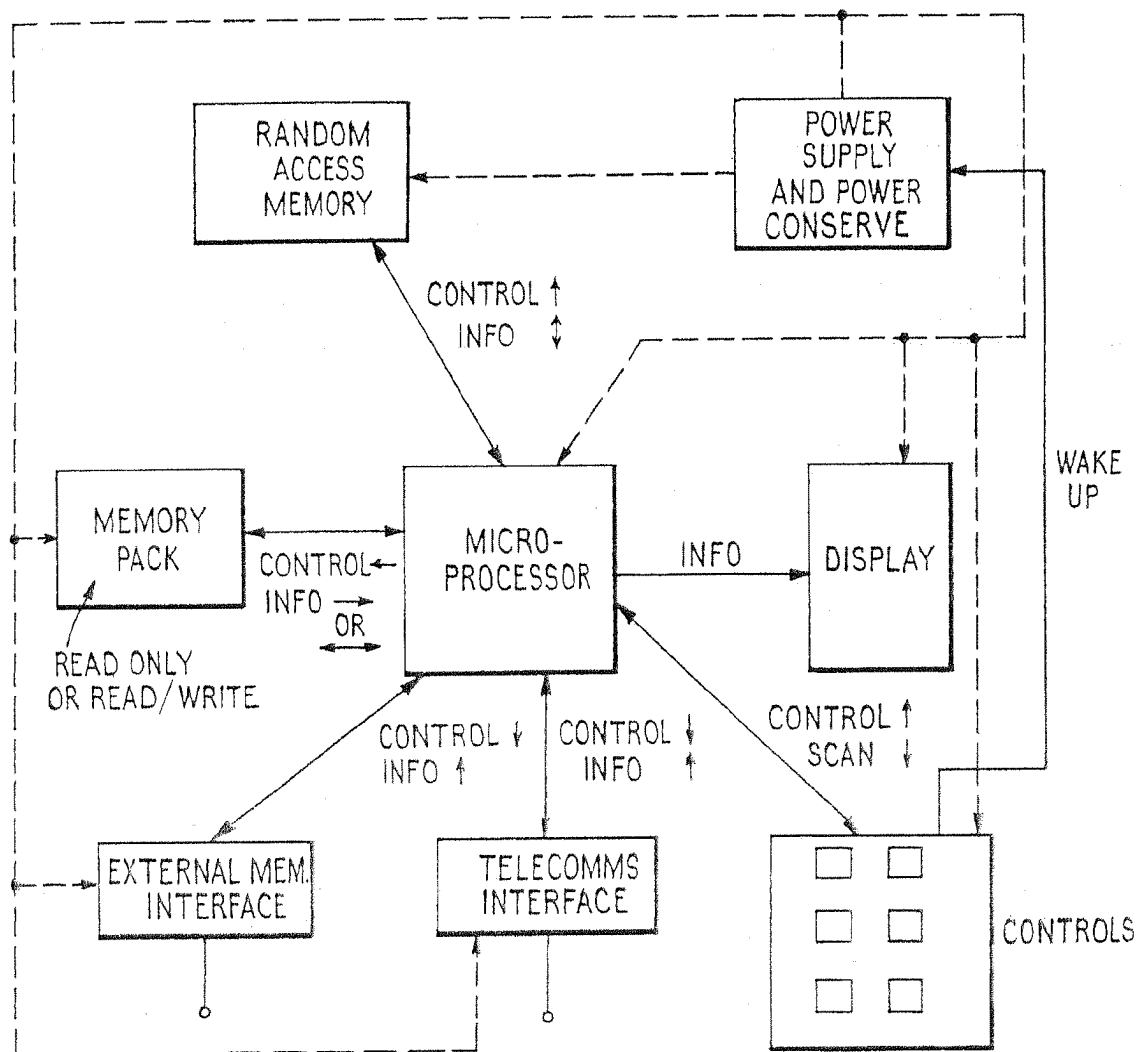 RANDOM
ACCESS
MEMORY
POWER
SUPPLY
AND POWER
CONSERVE
CONTROL ↑
INFO ↕
WAKE
UP
MEMORY
PACK
CONTROL ←
INFO →
OR
↔
READ ONLY
OR READ/WRITE
MICRO-
PROCESSOR
INFO
DISPLAY
CONTROL ↓
INFO ↑
CONTROL ↓
INFO ↑
CONTROL ↑
SCAN ↓
EXTERNAL MEM.
INTERFACE
TELECOMMS
INTERFACE
CONTROLS